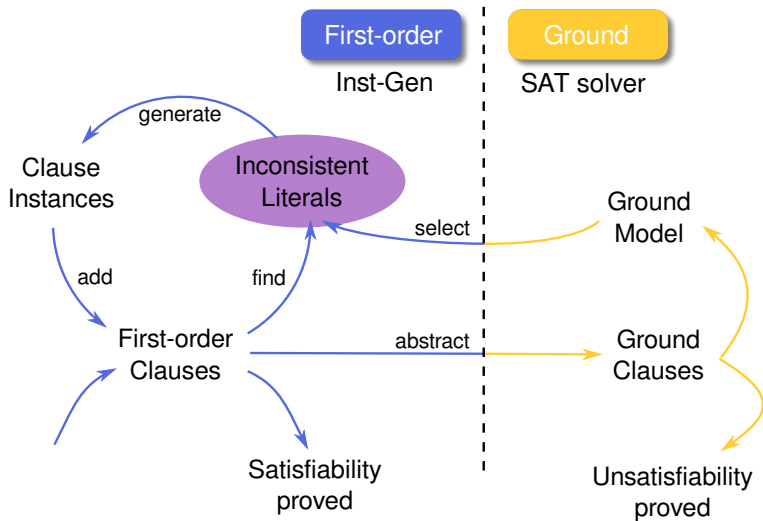 First-order
Ground
Inst-Gen
SAT solver
generate
Clause
Instances
Inconsistent
Literals
select
Ground
Model
add
find
First-order
Clauses
abstract
Ground
Clauses
Satisfiability
proved
Unsatisfiability
proved